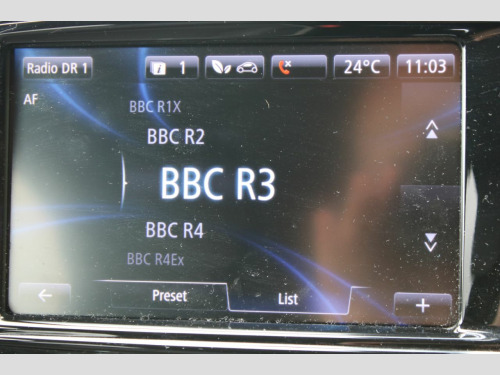 Radio DR 1
1
24°C
11:03
AF
BBC R1X
BBC R2
BBC R3
BBC R4
BBC R4Ex
Preset
List